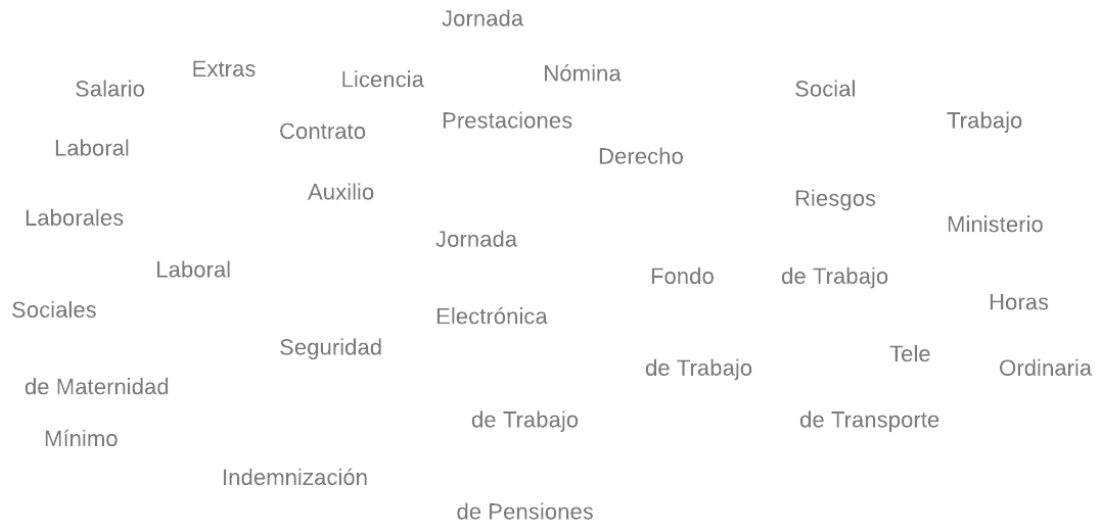 Jornada
Extras
Nómina
Licencia
Salario
Social
Prestaciones
Trabajo
Contrato
Laboral
Derecho
Auxilio
Riesgos
Laborales
Ministerio
Jornada
Laboral
Fondo
de Trabajo
Horas
Sociales
Electrónica
Seguridad
Tele
de Trabajo
Ordinaria
de Maternidad
de Trabajo
de Transporte
Mínimo
Indemnización
de Pensiones